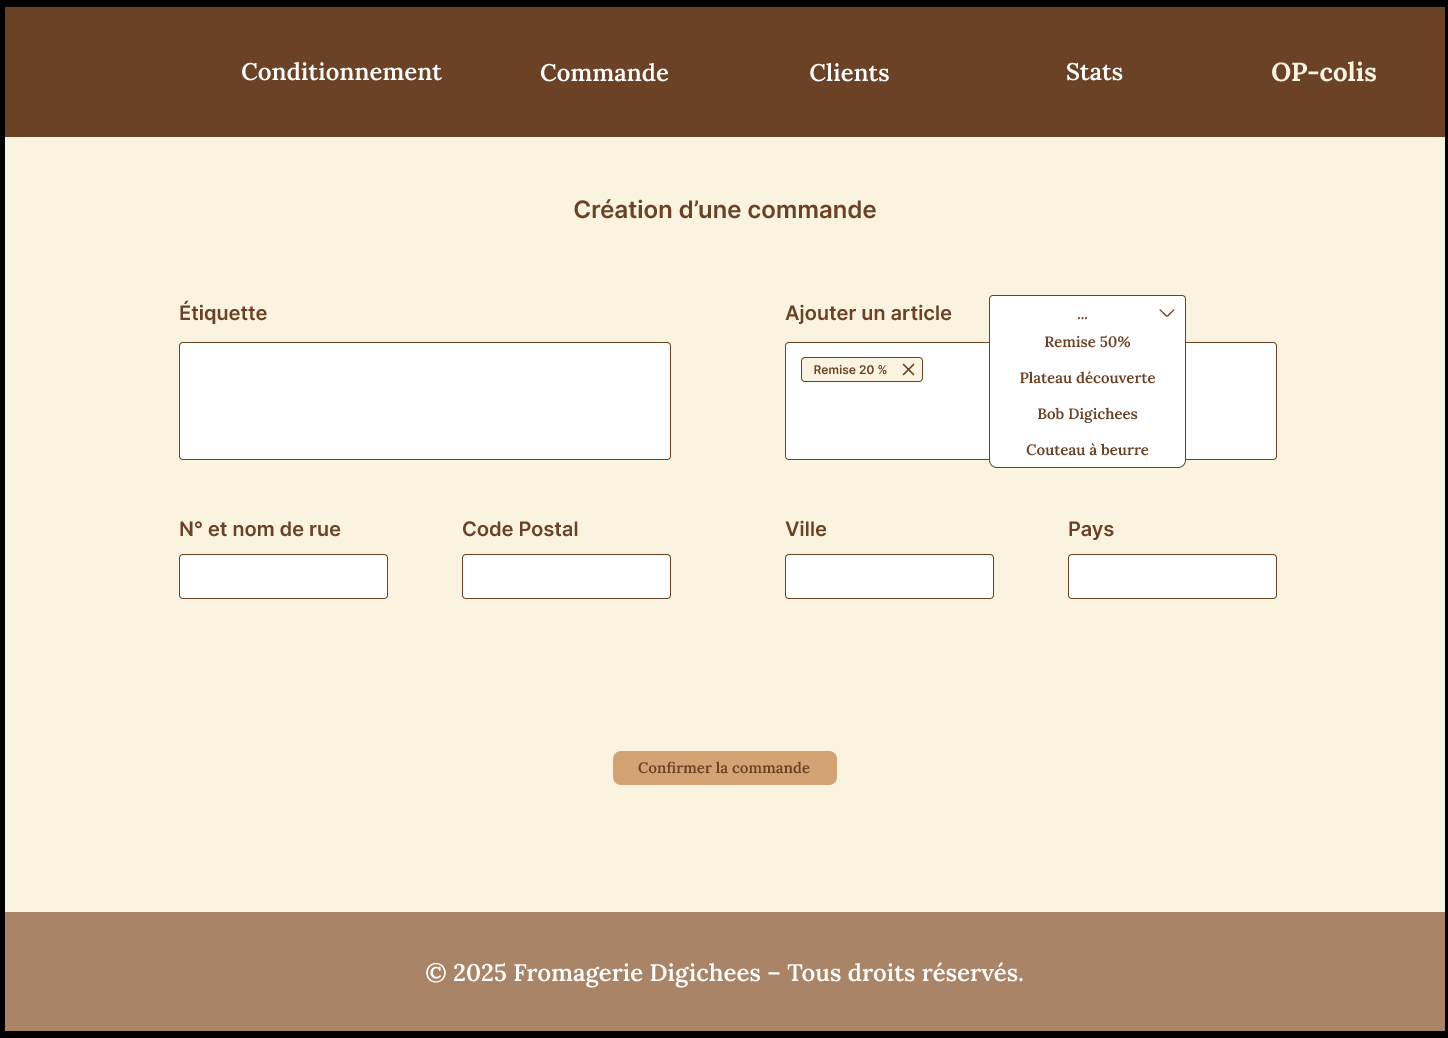 Conditionnement
Commande
Clients
Stats
OP-colis
Création d’une commande
Étiquette
Ajouter un article
...
Remise 20 %
Remise 50%
Plateau découverte
Bob Digichees
Couteau à beurre
N° et nom de rue
Code Postal
Ville
Pays
Confirmer la commande
© 2025 Fromagerie Digichees – Tous droits réservés.